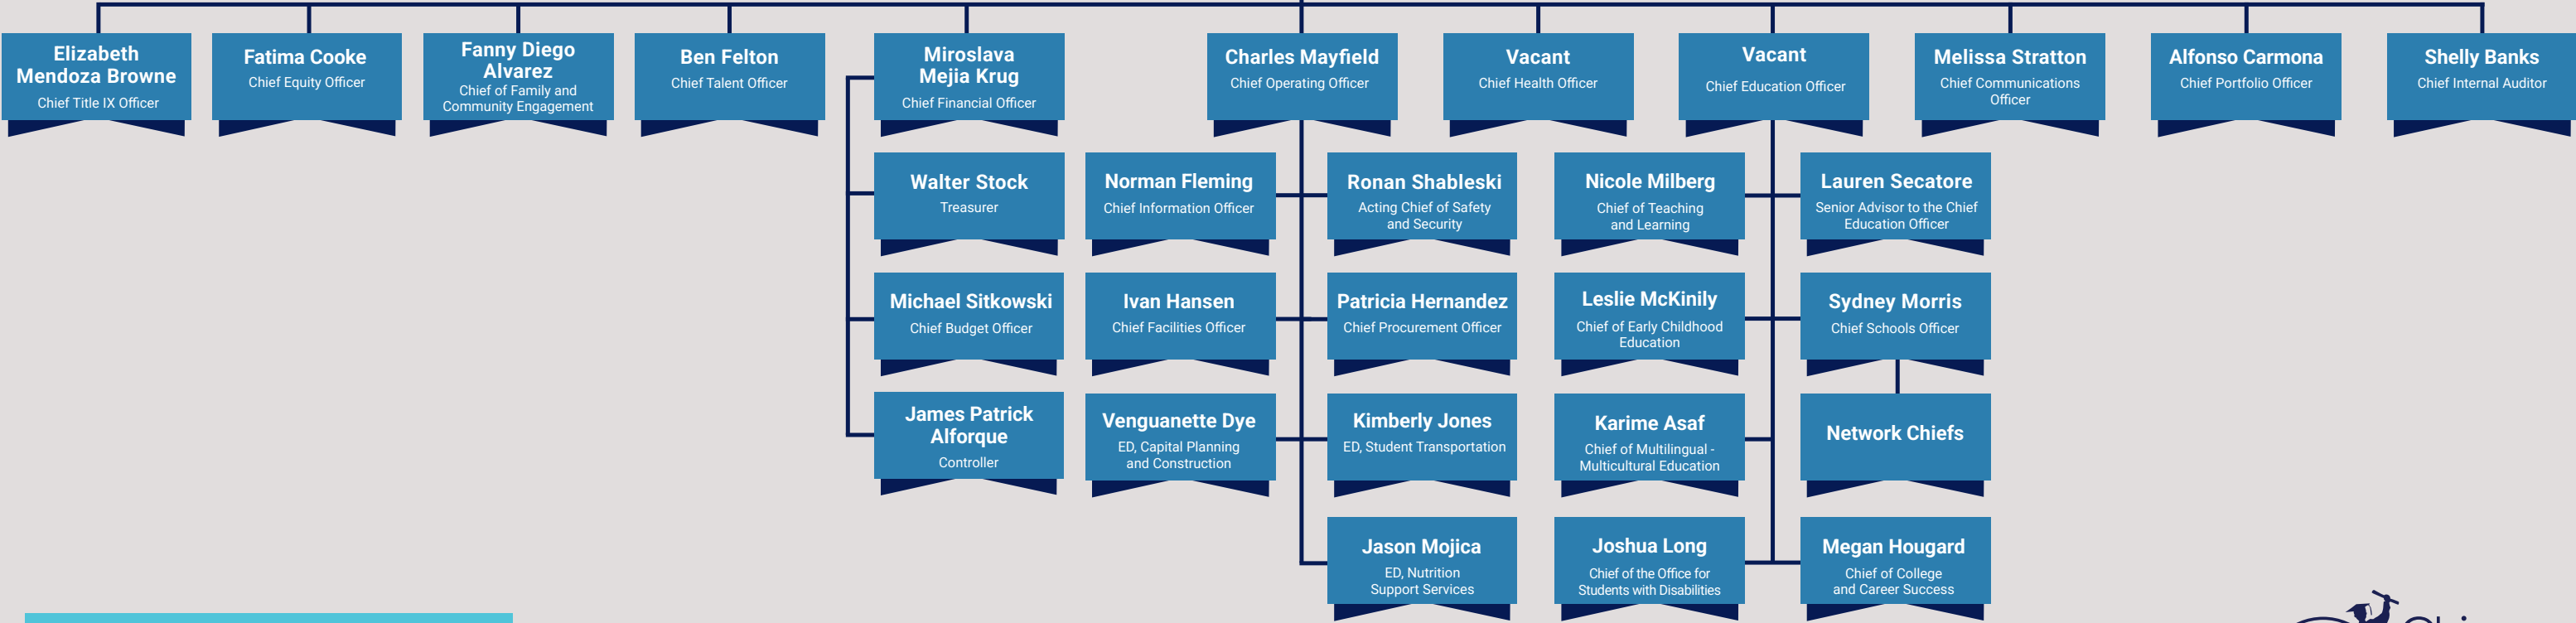 Elizabeth
Mendoza Browne
Chief Title IX Officer
Fatima Cooke
Chief Equity Officer
Fanny Diego
Alvarez
Chief of Family and
Community Engagement
Ben Felton
Chief Talent Officer
Miroslava
Mejia Krug
Chief Financial Officer
Charles Mayfield
Chief Operating Officer
Vacant
Chief Health Officer
Vacant
Chief Education Officer
Melissa Stratton
Chief Communications
Officer
Alfonso Carmona
Chief Portfolio Officer
Shelly Banks
Chief Internal Auditor
Walter Stock
Treasurer
Norman Fleming
Chief Information Officer
Ronan Shableski
Acting Chief of Safety
and Security
Nicole Milberg
Chief of Teaching
and Learning
Lauren Secatore
Senior Advisor to the Chief
Education Officer
Michael Sitkowski
Chief Budget Officer
Ivan Hansen
Chief Facilities Officer
Patricia Hernandez
Chief Procurement Officer
Leslie McKinily
Chief of Early Childhood
Education
Sydney Morris
Chief Schools Officer
James Patrick
Alforque
Controller
Venguanette Dye
ED, Capital Planning
and Construction
Kimberly Jones
ED, Student Transportation
Karime Asaf
Chief of Multilingual -
Multicultural Education
Network Chiefs
Jason Mojica
ED, Nutrition
Support Services
Joshua Long
Chief of the Office for
Students with Disabilities
Megan Hougard
Chief of College
and Career Success